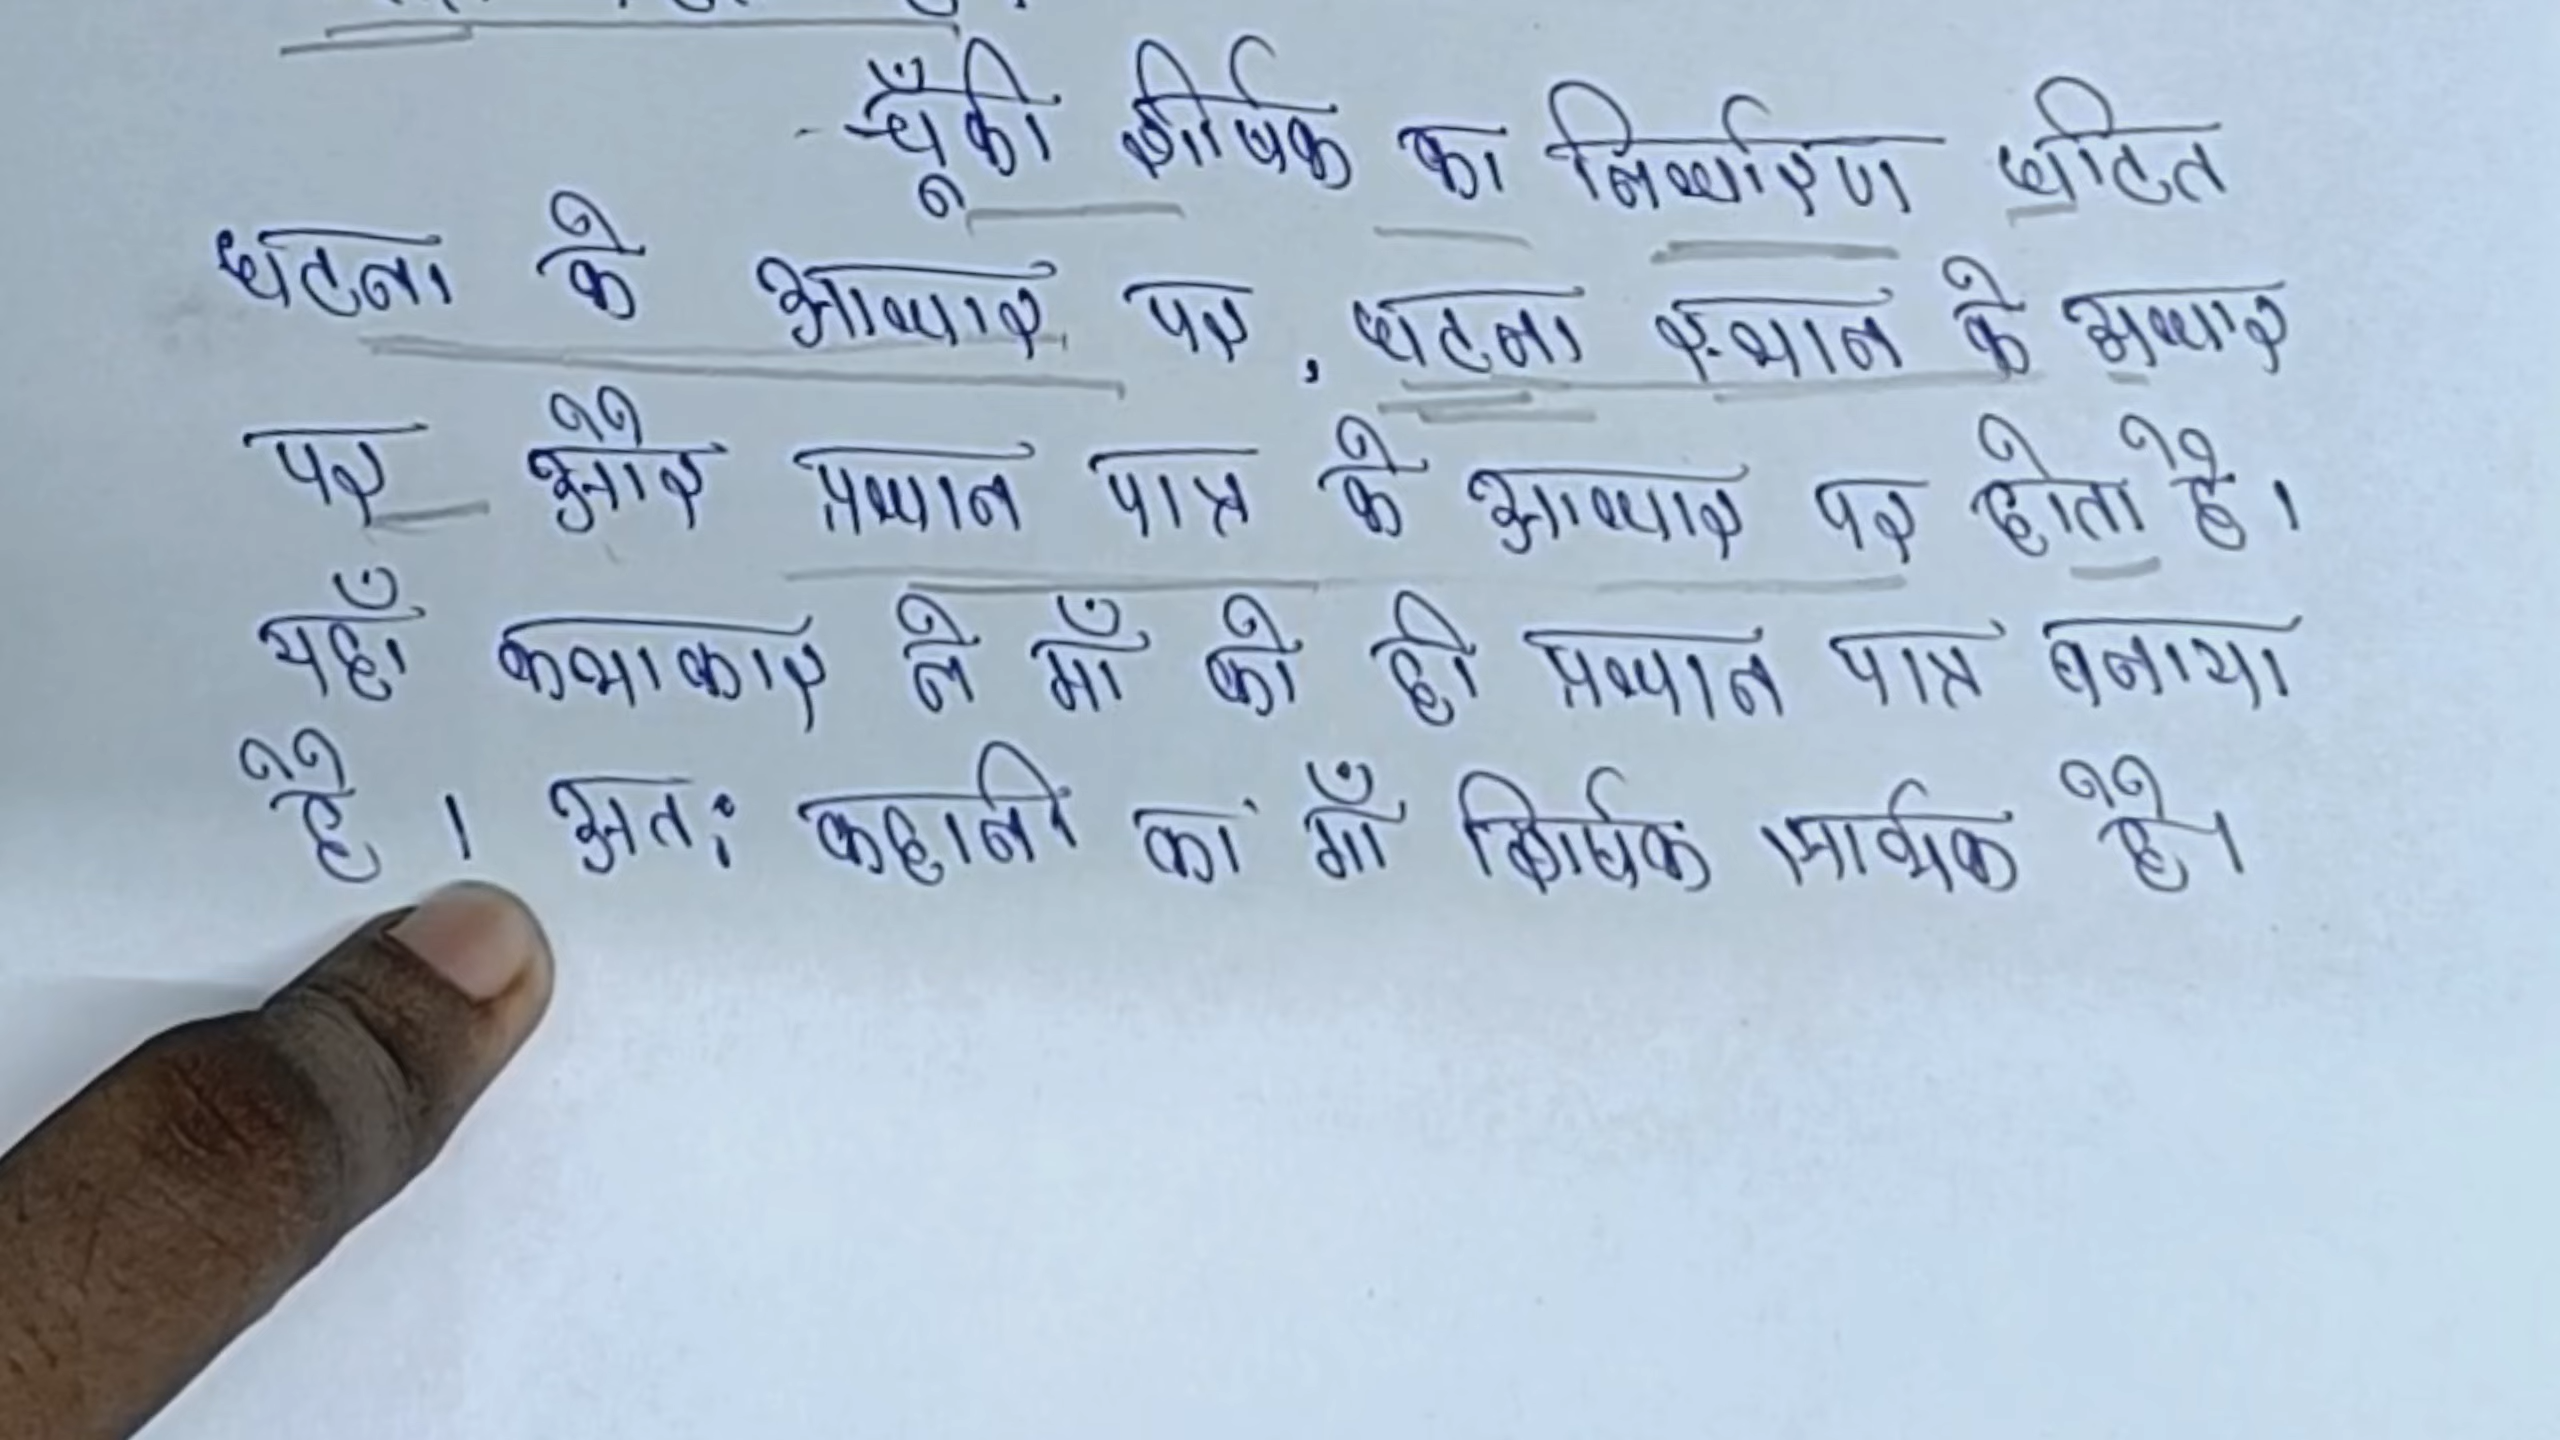 चूँकी शीर्षक का निर्धारण घटित
घटना के आधार पर, घटना स्थान के अधार
पर और प्रधान पात्र के आधार पर होता है।
यहाँ कथाकार ने माँ को ही प्रधान पात्र बनाया
है। अतः कहानी का माँ शिर्षक सार्थक है।